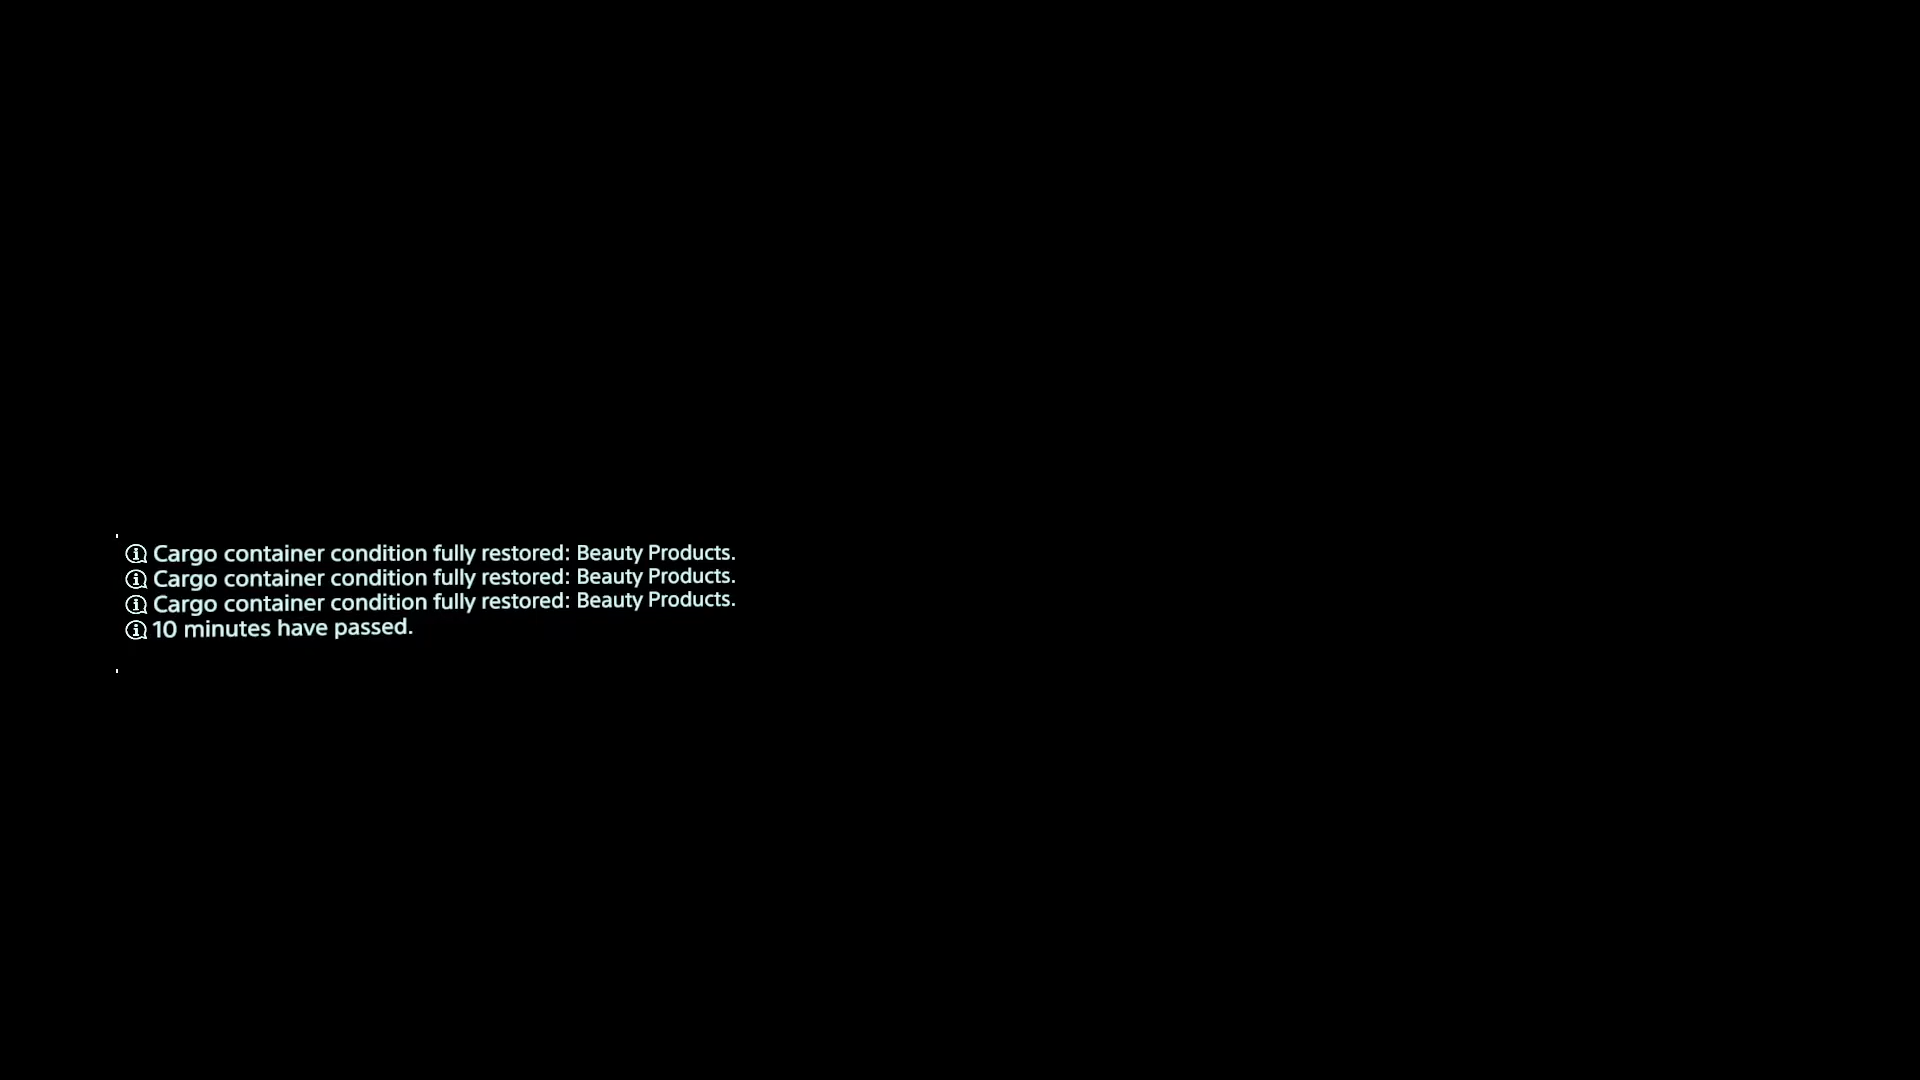 Cargo container condition fully restored: Beauty Products.
Cargo container condition fully restored: Beauty Products.
Cargo container condition fully restored: Beauty Products.
10 minutes have passed.